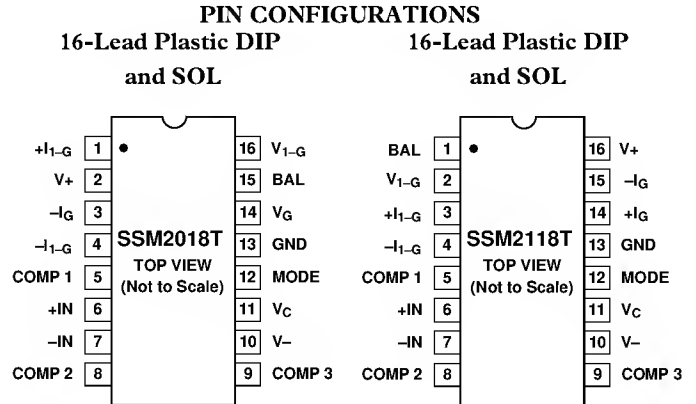 PIN CONFIGURATIONS
16-Lead Plastic DIP
and SOL
+I1–G 1 16 V1–G
V+ 2 15 BAL
–IG 3 14 VG
–I1–G 4 13 GND
COMP 1 5 12 MODE
+IN 6 11 VC
–IN 7 10 V–
COMP 2 8 9 COMP 3
SSM2018T
TOP VIEW
(Not to Scale)
16-Lead Plastic DIP
and SOL
BAL 1 16 V+
V1–G 2 15 –IG
+I1–G 3 14 +IG
–I1–G 4 13 GND
COMP 1 5 12 MODE
+IN 6 11 VC
–IN 7 10 V–
COMP 2 8 9 COMP 3
SSM2118T
TOP VIEW
(Not to Scale)